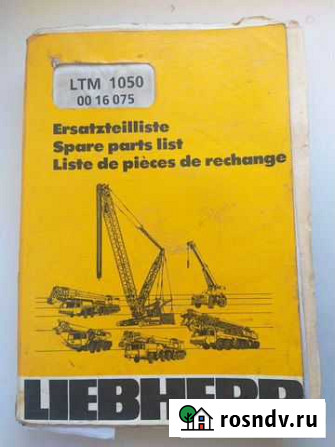 LTM 1050
00 16 075
Ersatzteilliste
Spare parts list
Liste de pièces de rechange
LIEBHERR
rosndv.ru